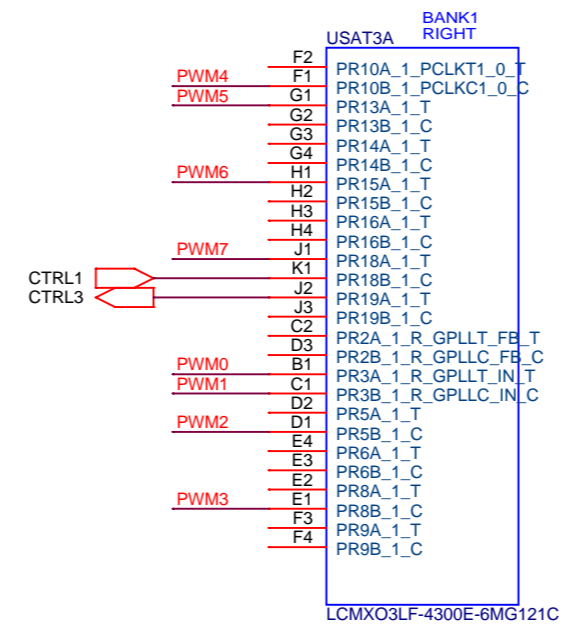 BANK1
RIGHT
USAT3A
F2 PR10A_1_PCLKT1_0_T
PWM4 F1 PR10B_1_PCLKC1_0_C
PWM5 G1 PR13A_1_T
G2 PR13B_1_C
G3 PR14A_1_T
G4 PR14B_1_C
PWM6 H1 PR15A_1_T
H2 PR15B_1_C
H3 PR16A_1_T
H4 PR16B_1_C
PWM7 J1 PR18A_1_T
CTRL1 K1 PR18B_1_C
CTRL3 J2 PR19A_1_T
J3 PR19B_1_C
C2 PR2A_1_R_GPLLT_FB_T
D3 PR2B_1_R_GPLLC_FB_C
PWM0 B1 PR3A_1_R_GPLLT_IN_T
PWM1 C1 PR3B_1_R_GPLLC_IN_C
D2 PR5A_1_T
PWM2 D1 PR5B_1_C
E4 PR6A_1_T
E3 PR6B_1_C
E2 PR8A_1_T
PWM3 E1 PR8B_1_C
F3 PR9A_1_T
F4 PR9B_1_C
LCMXO3LF-4300E-6MG121C